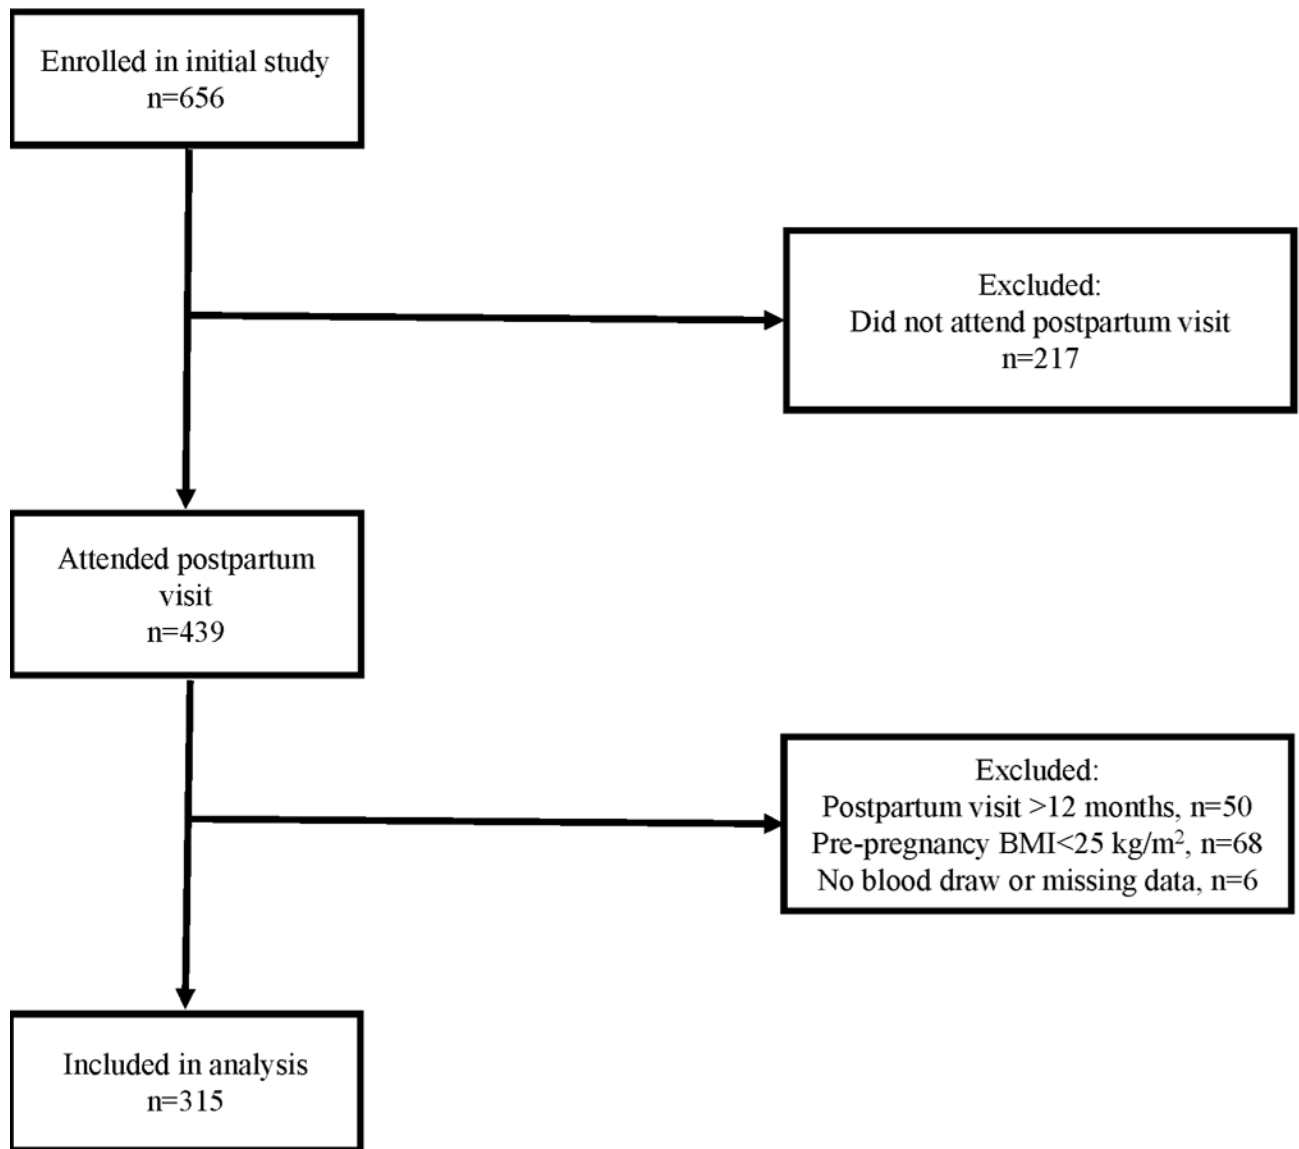 Enrolled in initial study
n=656
Excluded:
Did not attend postpartum visit
n=217
Attended postpartum
visit
n=439
Excluded:
Postpartum visit >12 months, n=50
Pre-pregnancy BMI<25 kg/m², n=68
No blood draw or missing data, n=6
Included in analysis
n=315